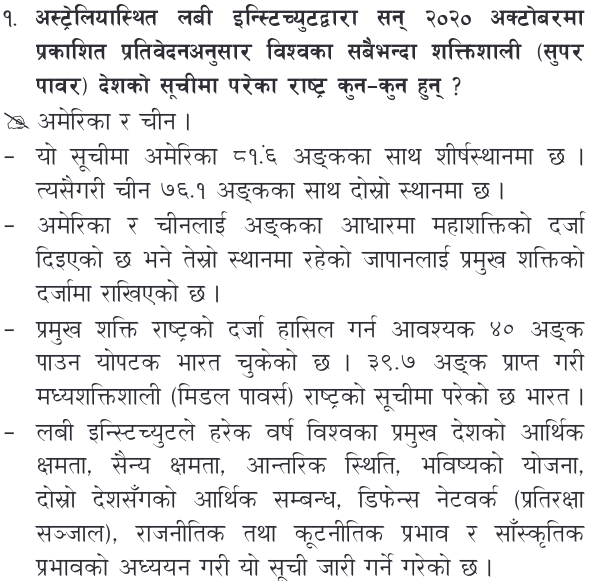 १. अस्ट्रेलियास्थित लबी इन्स्टिच्युटद्वारा सन् २०२० अक्टोबरमा
प्रकाशित प्रतिवेदनअनुसार विश्वका सबैभन्दा शक्तिशाली (सुपर
पावर) देशको सूचीमा परेका राष्ट्र कुन-कुन हुन् ?
अमेरिका र चीन ।
– यो सूचीमा अमेरिका ८१.६ अङ्कका साथ शीर्षस्थानमा छ ।
त्यसैगरी चीन ७६.१ अङ्कका साथ दोस्रो स्थानमा छ ।
– अमेरिका र चीनलाई अङ्कका आधारमा महाशक्तिको दर्जा
दिइएको छ भने तेस्रो स्थानमा रहेको जापानलाई प्रमुख शक्तिको
दर्जामा राखिएको छ ।
– प्रमुख शक्ति राष्ट्रको दर्जा हासिल गर्न आवश्यक ४० अङ्क
पाउन योपटक भारत चुकेको छ । ३९.७ अङ्क प्राप्त गरी
मध्यशक्तिशाली (मिडल पावर्स) राष्ट्रको सूचीमा परेको छ भारत ।
– लबी इन्स्टिच्युटले हरेक वर्ष विश्वका प्रमुख देशको आर्थिक
क्षमता, सैन्य क्षमता, आन्तरिक स्थिति, भविष्यको योजना,
दोस्रो देशसँगको आर्थिक सम्बन्ध, डिफेन्स नेटवर्क (प्रतिरक्षा
सञ्जाल), राजनीतिक तथा कूटनीतिक प्रभाव र साँस्कृतिक
प्रभावको अध्ययन गरी यो सूची जारी गर्ने गरेको छ ।